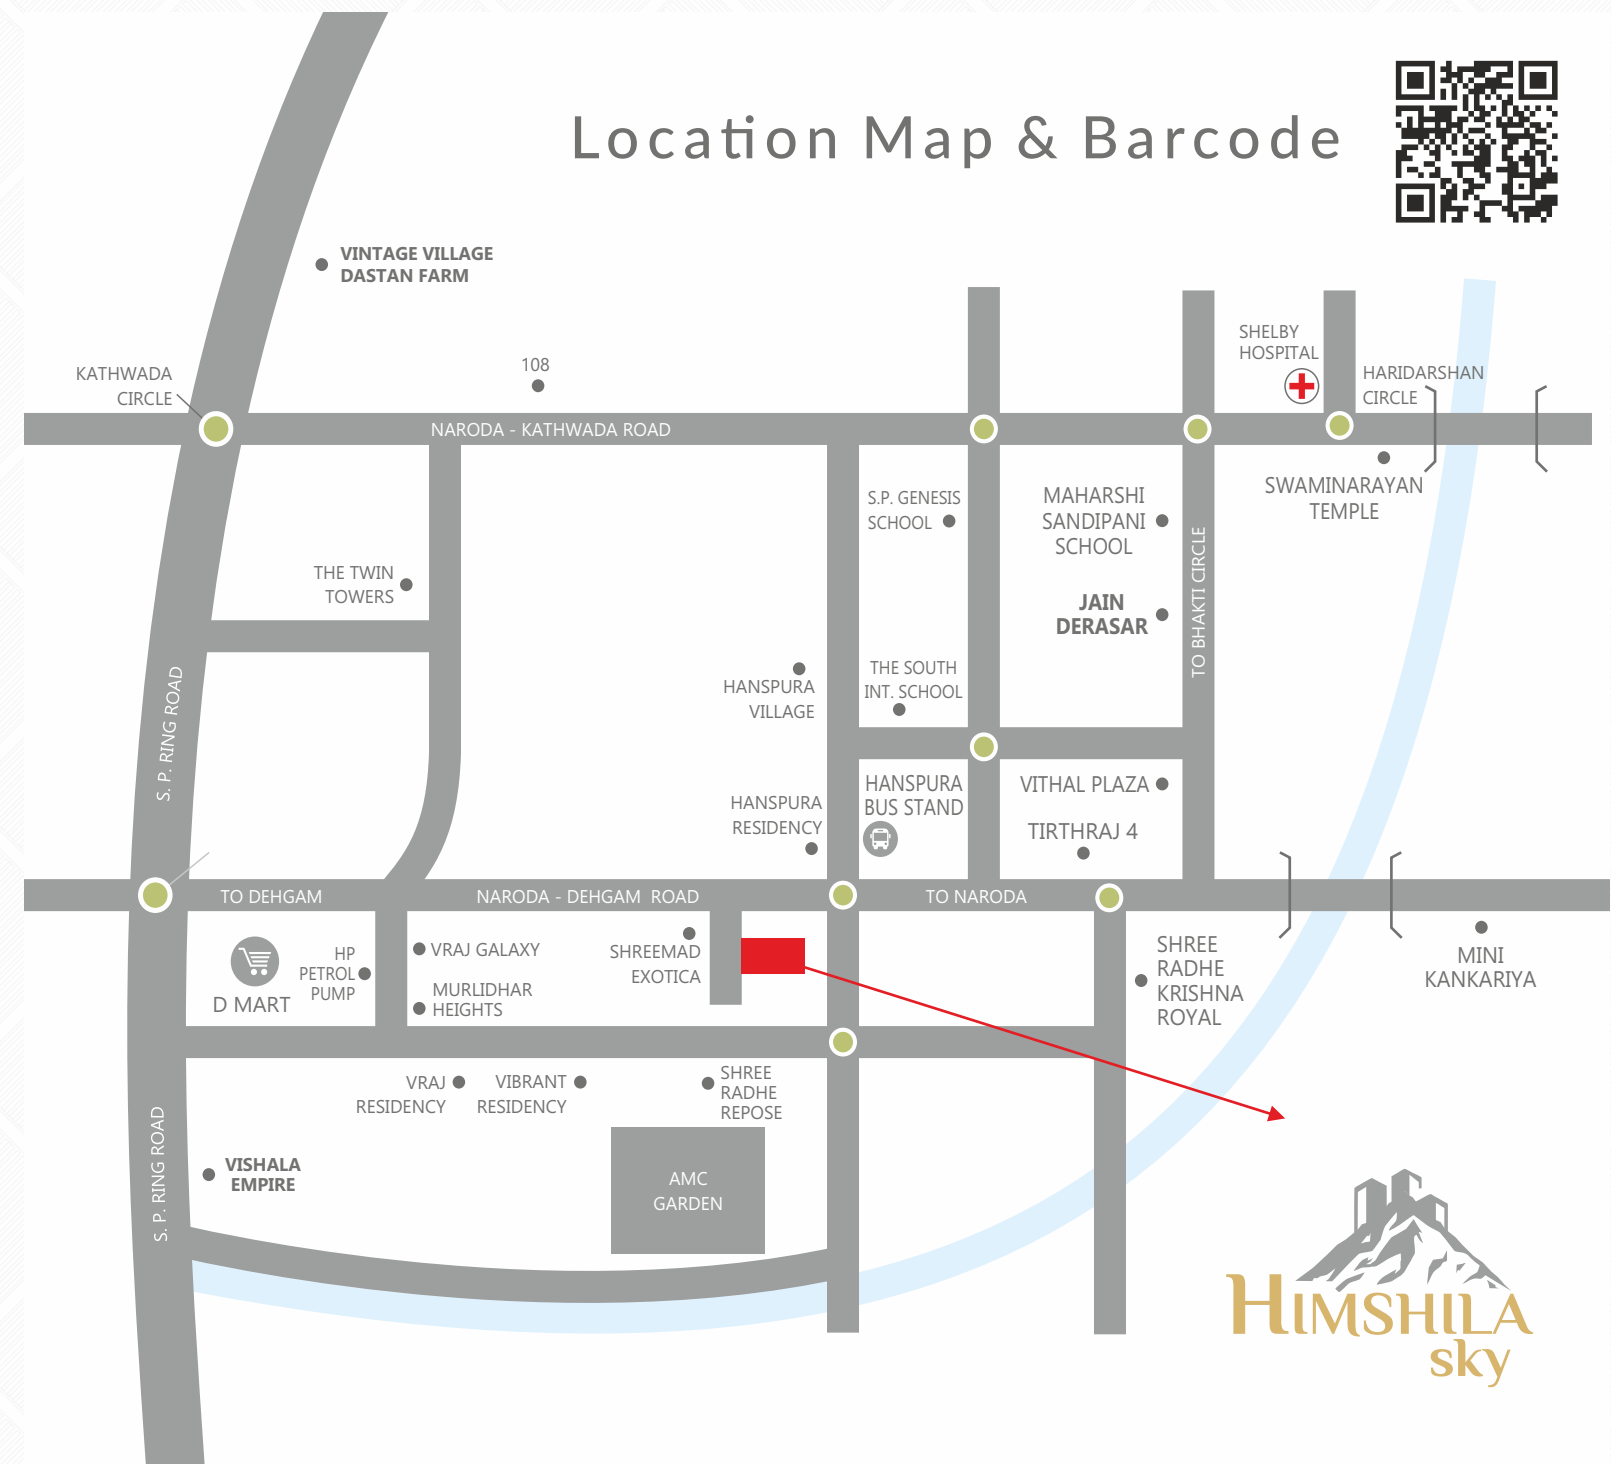 Location Map & Barcode
VINTAGE VILLAGE
DASTAN FARM
108
KATHWADA
CIRCLE
SHELBY
HOSPITAL
HARIDARSHAN
CIRCLE
NARODA - KATHWADA ROAD
S.P. GENESIS
SCHOOL
MAHARSHI
SANDIPANI
SCHOOL
SWAMINARAYAN
TEMPLE
THE TWIN
TOWERS
JAIN
DERASAR
TO BHAKTI CIRCLE
S. P. RING ROAD
HANSPURA
VILLAGE
THE SOUTH
INT. SCHOOL
HANSPURA
RESIDENCY
HANSPURA
BUS STAND
VITHAL PLAZA
TIRTHRAJ 4
TO DEHGAM
NARODA - DEHGAM ROAD
TO NARODA
D MART
HP
PETROL
PUMP
VRAJ GALAXY
MURLIDHAR
HEIGHTS
SHREEMAD
EXOTICA
SHREE
RADHE
KRISHNA
ROYAL
MINI
KANKARIYA
VRAJ
RESIDENCY
VIBRANT
RESIDENCY
SHREE
RADHE
REPOSE
S. P. RING ROAD
VISHALA
EMPIRE
AMC
GARDEN
HIMSHILA
sky